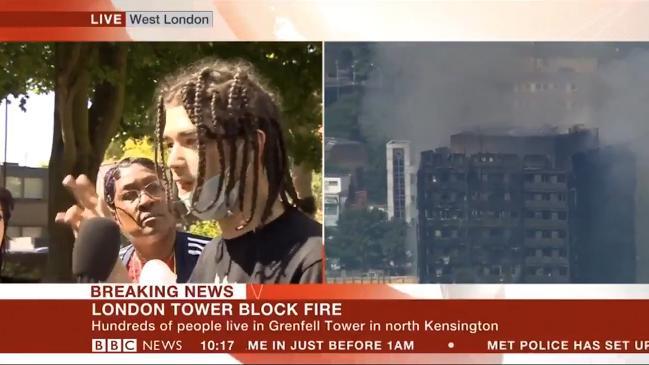 LIVE West London
BREAKING NEWS
LONDON TOWER BLOCK FIRE
Hundreds of people live in Grenfell Tower in north Kensington
BBC NEWS 10:17 .ME IN JUST BEFORE 1AM • MET POLICE HAS SET UP